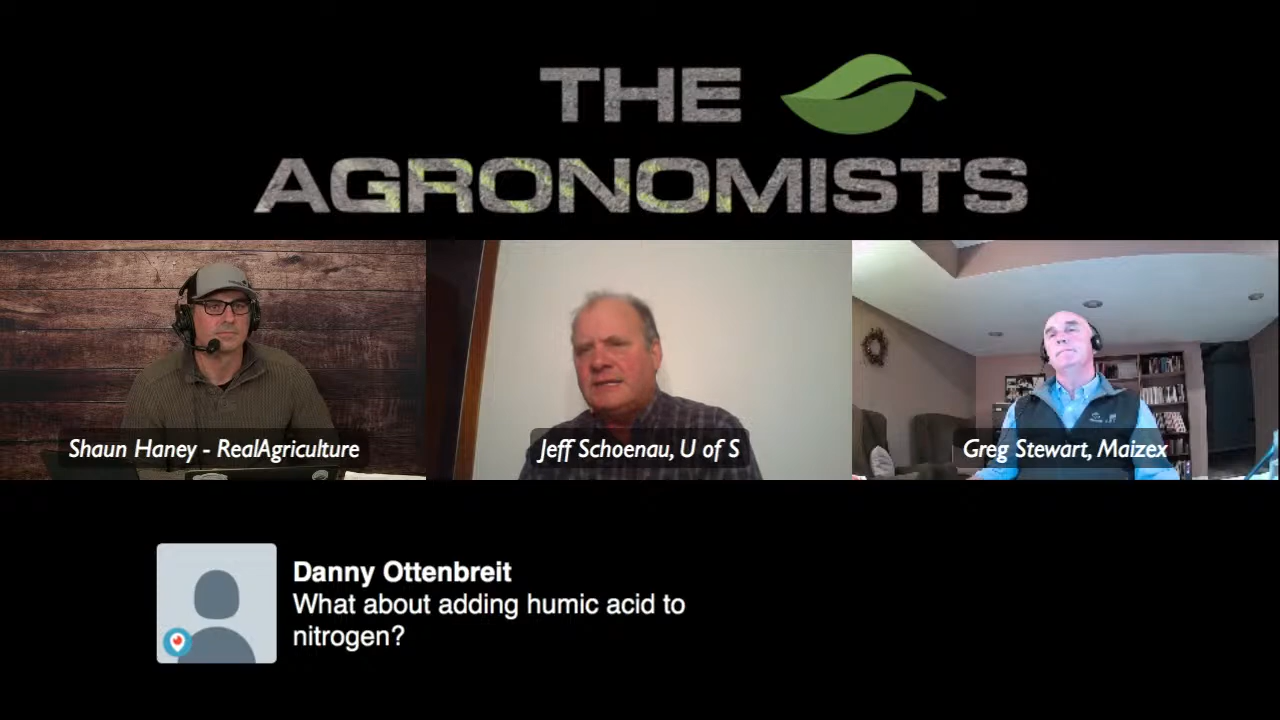 THE
AGRONOMISTS
Shaun Haney - RealAgriculture
Jeff Schoenau, U of S
Greg Stewart, Maizex
Danny Ottenbreit
What about adding humic acid to
nitrogen?